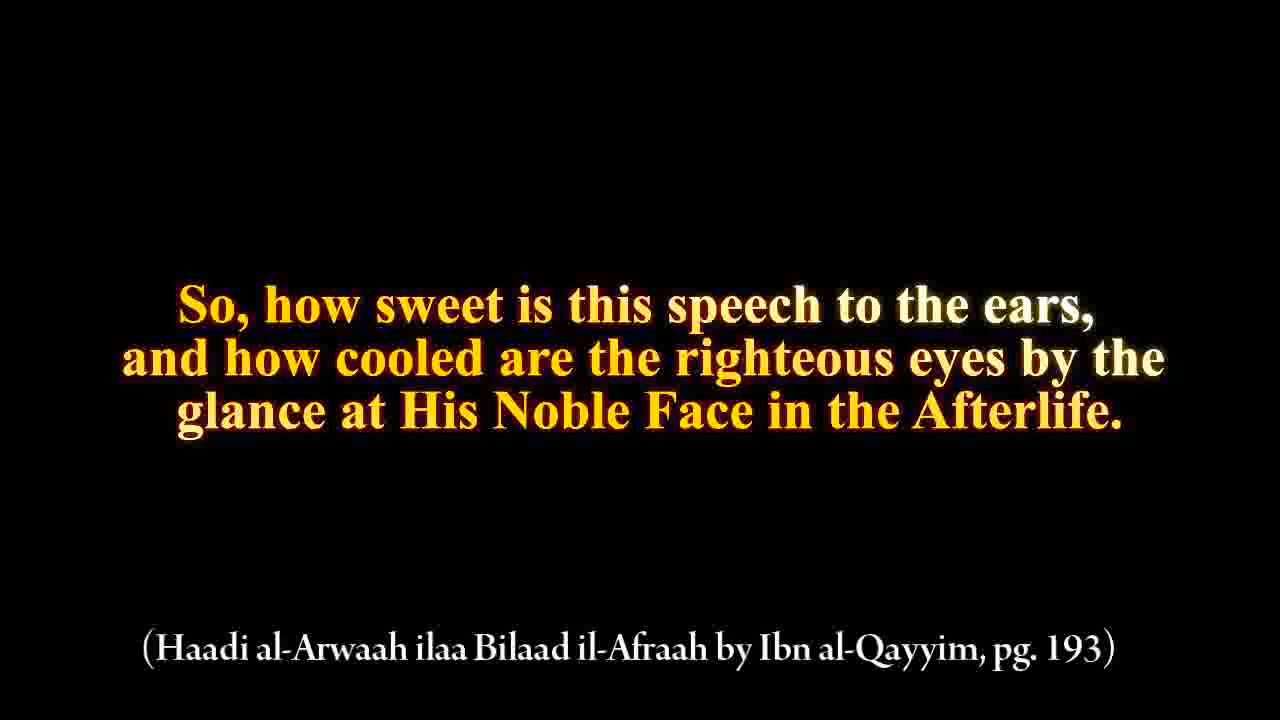 So, how sweet is this speech to the ears,
and how cooled are the righteous eyes by the
glance at His Noble Face in the Afterlife.
(Haadi al-Arwaah ilaa Bilaad il-Afraah by Ibn al-Qayyim, pg. 193)